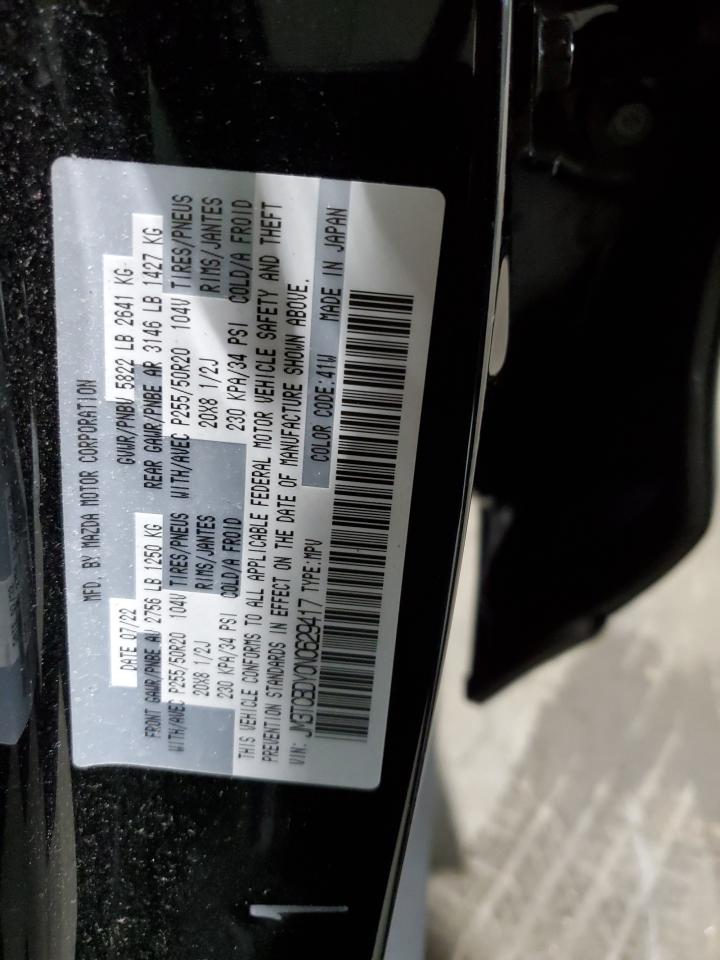 MFD. BY MAZDA MOTOR CORPORATION
DATE 07/22 GVWR/PNBV 5822 LB 2641 KG
FRONT GAWR/PNBE AV 2756 LB 1250 KG REAR GAWR/PNBE AR 3146 LB 1427 KG
WITH/AVEC P255/50R20 104V TIRES/PNEUS WITH/AVEC P255/50R20 104V TIRES/PNEUS
20X8 1/2J RIMS/JANTES 20X8 1/2J RIMS/JANTES
230 KPA/34 PSI COLD/A FROID 230 KPA/34 PSI COLD/A FROID
THIS VEHICLE CONFORMS TO ALL APPLICABLE FEDERAL MOTOR VEHICLE SAFETY AND THEFT
PREVENTION STANDARDS IN EFFECT ON THE DATE OF MANUFACTURE SHOWN ABOVE.
VIN: JM3TCBDY0N0629417 TYPE:MPV COLOR CODE:41W
MADE IN JAPAN